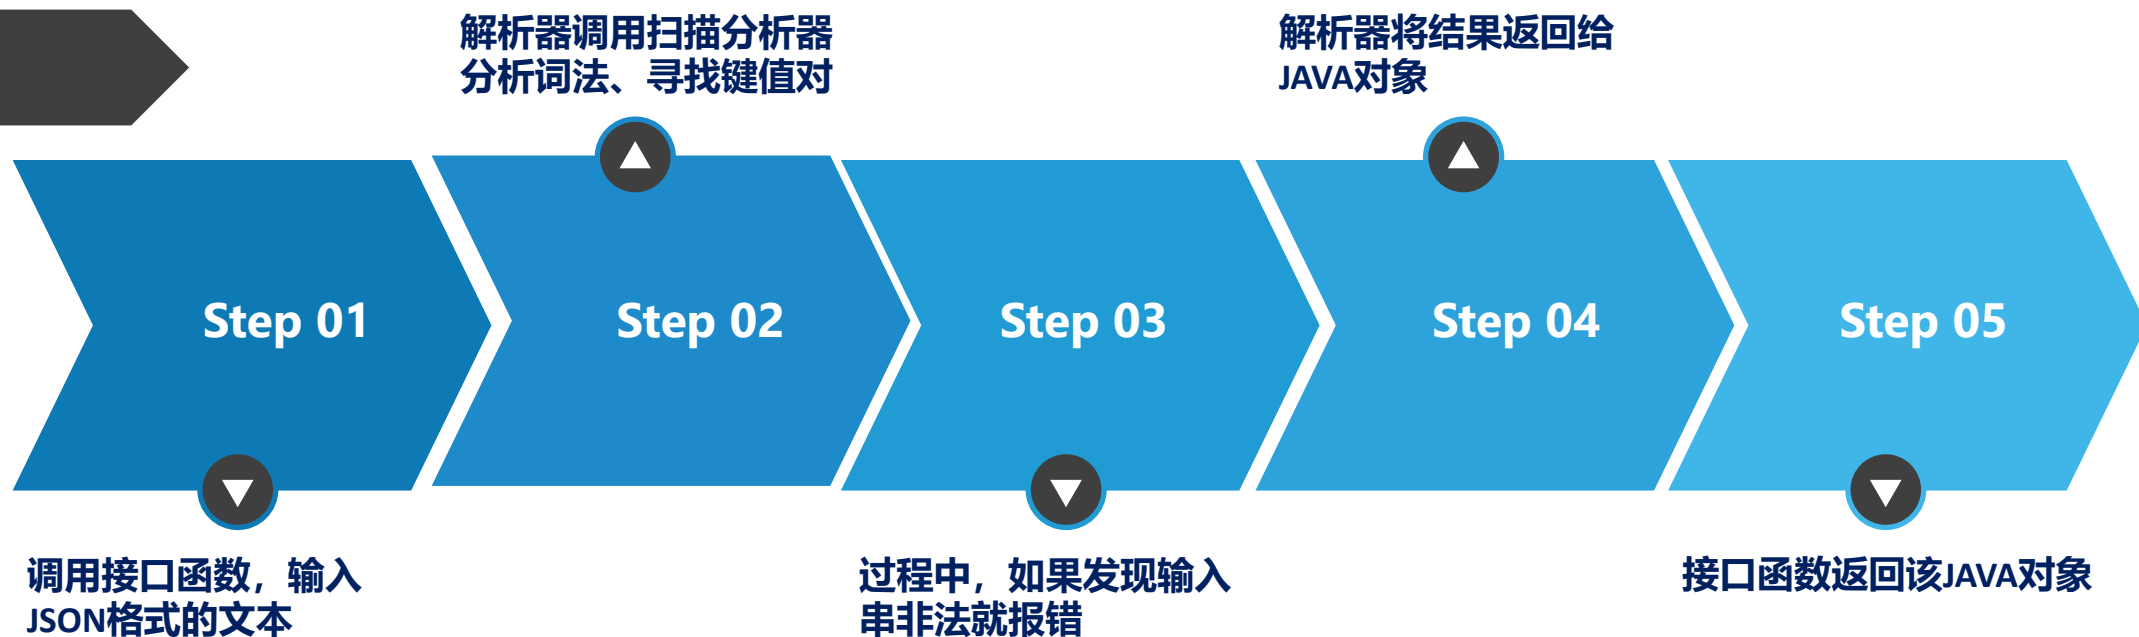 解析器调用扫描分析器
分析词法、寻找键值对
解析器将结果返回给
JAVA对象
Step 01
Step 02
Step 03
Step 04
Step 05
调用接口函数，输入
JSON格式的文本
过程中，如果发现输入
串非法就报错
接口函数返回该JAVA对象